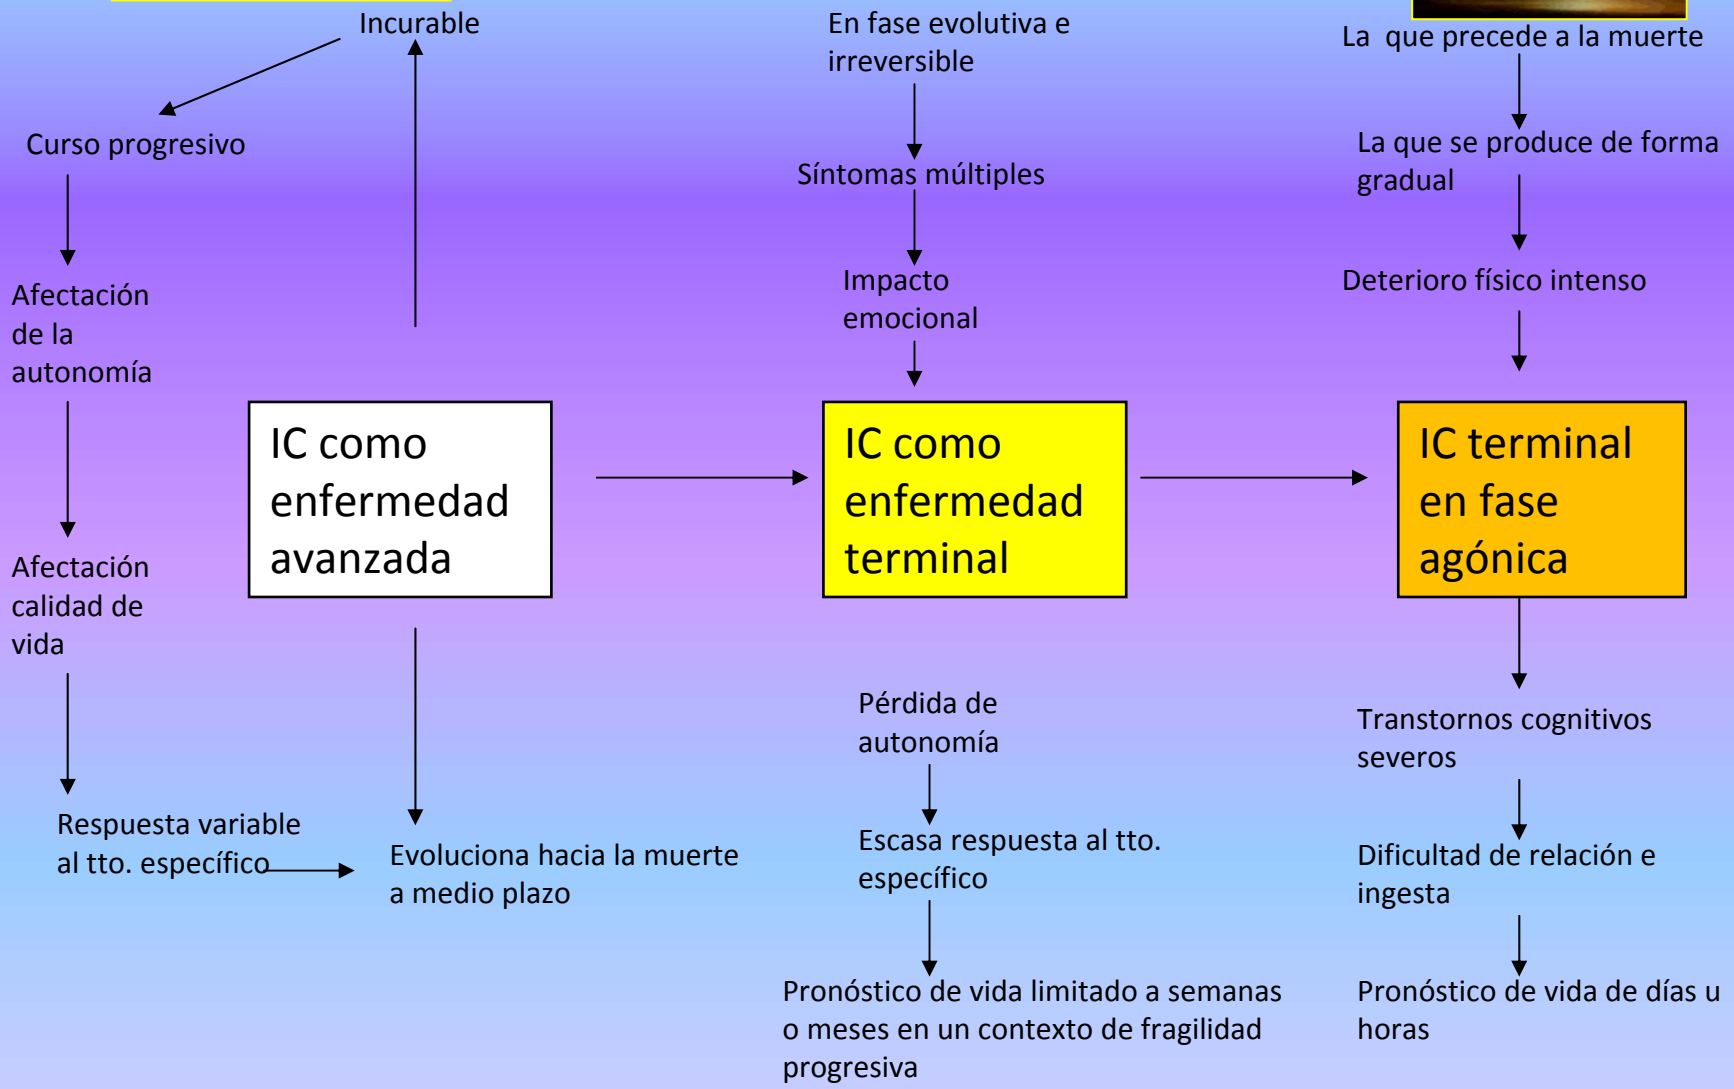 Incurable
Curso progresivo
Afectación
de la
autonomía
Afectación
calidad de
vida
Respuesta variable
al tto. específico
IC como
enfermedad
avanzada
Evoluciona hacia la muerte
a medio plazo
En fase evolutiva e
irreversible
Síntomas múltiples
Impacto
emocional
IC como
enfermedad
terminal
Pérdida de
autonomía
Escasa respuesta al tto.
específico
Pronóstico de vida limitado a semanas
o meses en un contexto de fragilidad
progresiva
La  que precede a la muerte
La que se produce de forma
gradual
Deterioro físico intenso
IC terminal
en fase
agónica
Transtornos cognitivos
severos
Dificultad de relación e
ingesta
Pronóstico de vida de días u
horas